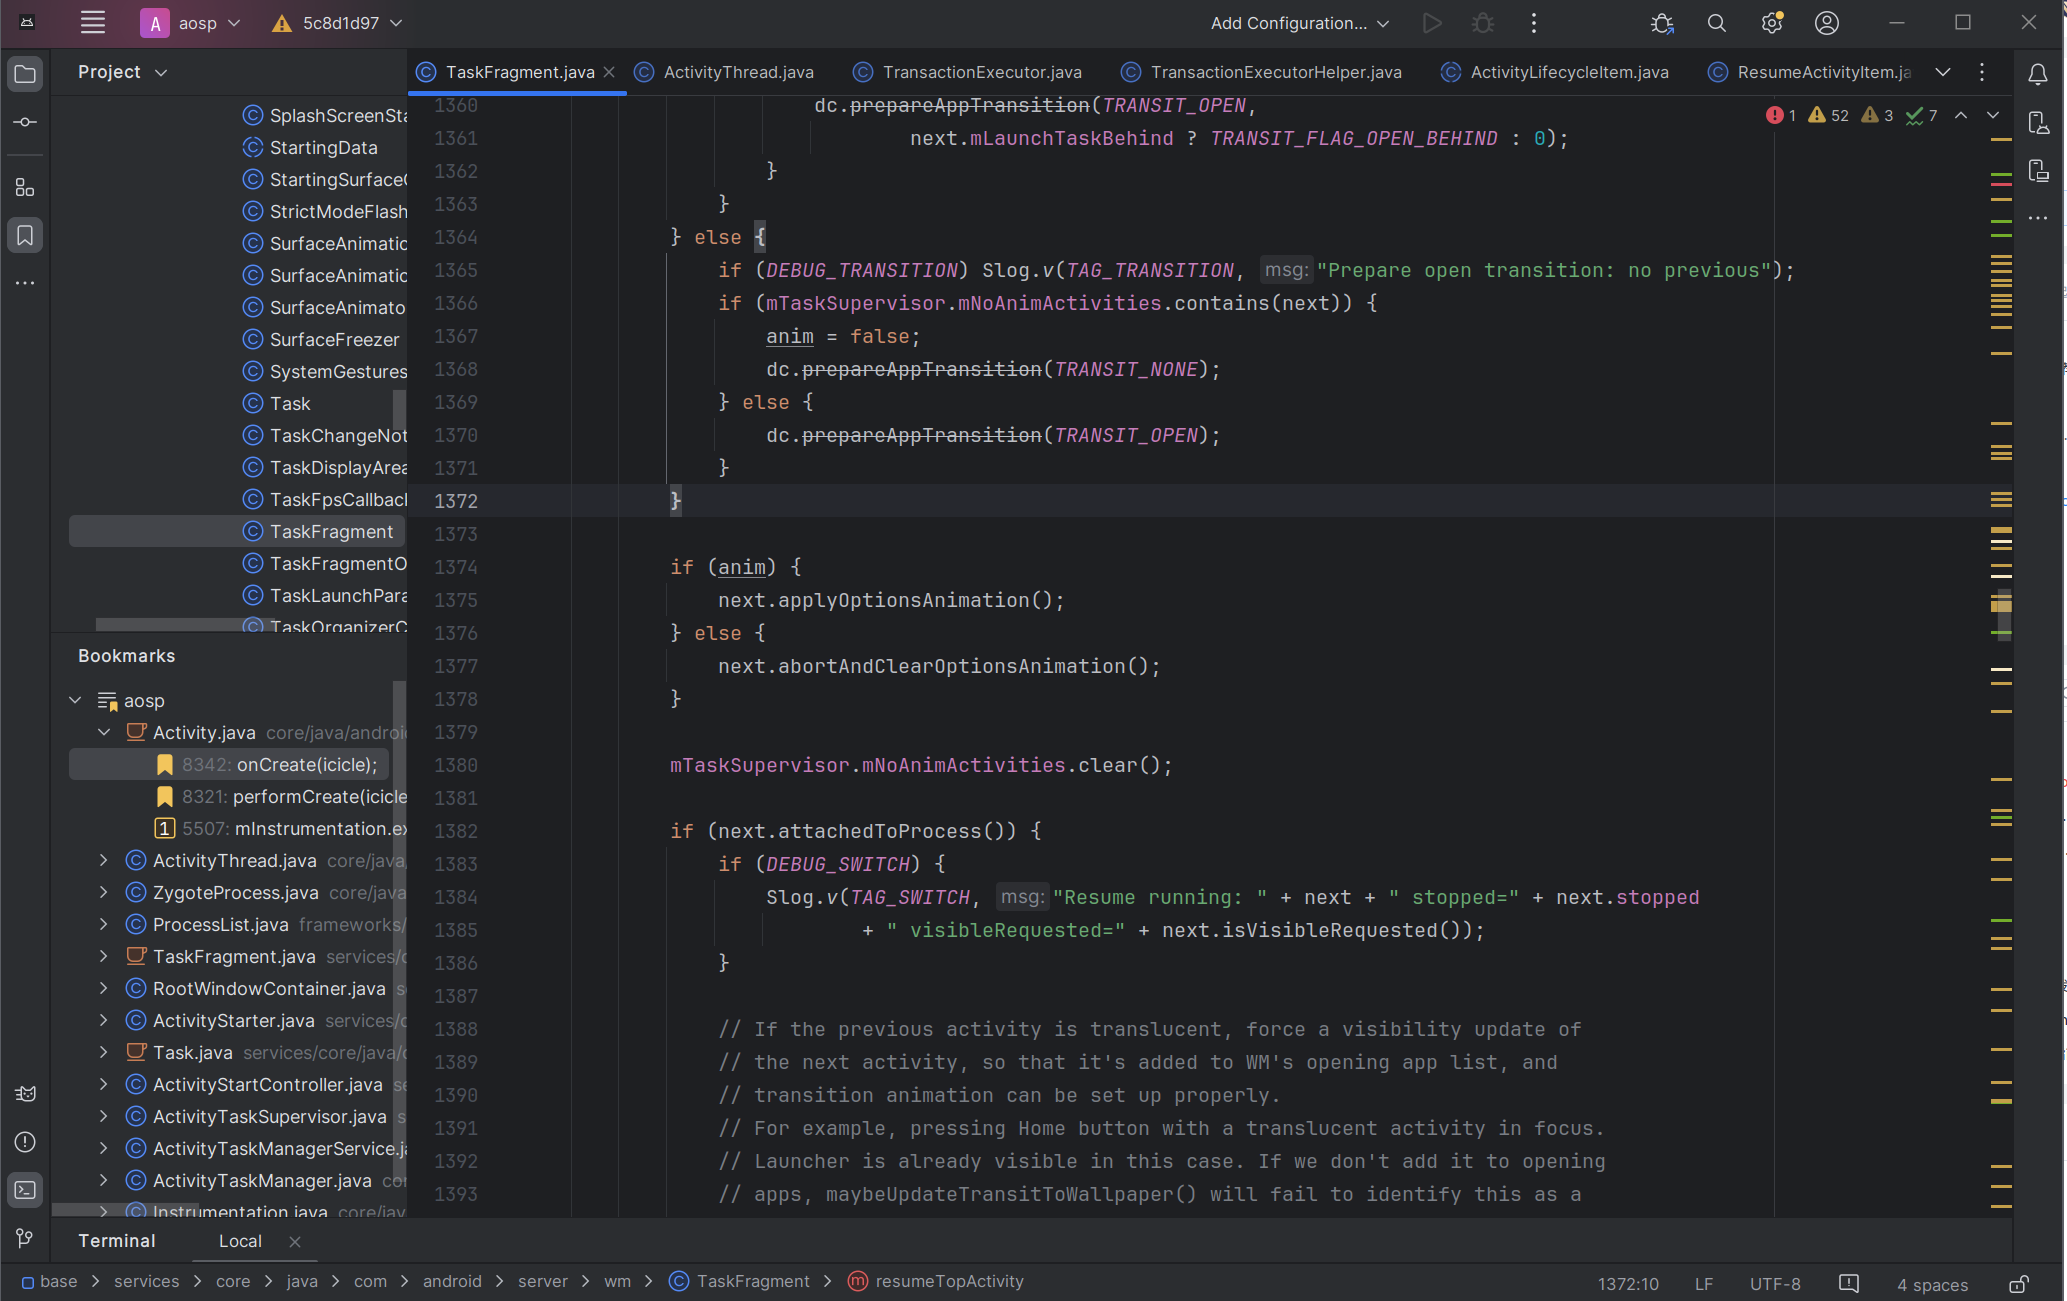 A aosp 5c8d1d97 Add Configuration...
Project
TaskFragment.java ActivityThread.java TransactionExecutor.java TransactionExecutorHelper.java ActivityLifecycleItem.java ResumeActivityItem.ja
SplashScreenSta
StartingData
StartingSurfaceC
StrictModeFlash
SurfaceAnimatic
SurfaceAnimatic
SurfaceAnimato
SurfaceFreezer
SystemGestures
Task
TaskChangeNot
TaskDisplayArea
TaskFpsCallback
TaskFragment
TaskFragmentO
TaskLaunchPara
TaskOrganizerC
Bookmarks
aosp
Activity.java core/java/androi
8342: onCreate(icicle);
8321: performCreate(icicle
1 5507: mInstrumentation.ex
ActivityThread.java core/java,
ZygoteProcess.java core/java
ProcessList.java frameworks/
TaskFragment.java services/c
RootWindowContainer.java s
ActivityStarter.java services/c
Task.java services/core/java/c
ActivityStartController.java se
ActivityTaskSupervisor.java s
ActivityTaskManagerService.ja
ActivityTaskManager.java cor
Instrumentation.java core/jav
1 52 3 7
1360 dc.prepareAppTransition(TRANSIT_OPEN,
1361 next.mLaunchTaskBehind ? TRANSIT_FLAG_OPEN_BEHIND : 0);
1362 }
1363 }
1364 } else {
1365 if (DEBUG_TRANSITION) Slog.v(TAG_TRANSITION, msg: "Prepare open transition: no previous");
1366 if (mTaskSupervisor.mNoAnimActivities.contains(next)) {
1367 anim = false;
1368 dc.prepareAppTransition(TRANSIT_NONE);
1369 } else {
1370 dc.prepareAppTransition(TRANSIT_OPEN);
1371 }
1372 }
1373
1374 if (anim) {
1375 next.applyOptionsAnimation();
1376 } else {
1377 next.abortAndClearOptionsAnimation();
1378 }
1379
1380 mTaskSupervisor.mNoAnimActivities.clear();
1381
1382 if (next.attachedToProcess()) {
1383 if (DEBUG_SWITCH) {
1384 Slog.v(TAG_SWITCH, msg: "Resume running: " + next + " stopped=" + next.stopped
1385 + " visibleRequested=" + next.isVisibleRequested());
1386 }
1387
1388 // If the previous activity is translucent, force a visibility update of
1389 // the next activity, so that it's added to WM's opening app list, and
1390 // transition animation can be set up properly.
1391 // For example, pressing Home button with a translucent activity in focus.
1392 // Launcher is already visible in this case. If we don't add it to opening
1393 // apps, maybeUpdateTransitToWallpaper() will fail to identify this as a
Terminal Local
base > services > core > java > com > android > server > wm > TaskFragment > resumeTopActivity 1372:10 LF UTF-8 4 spaces